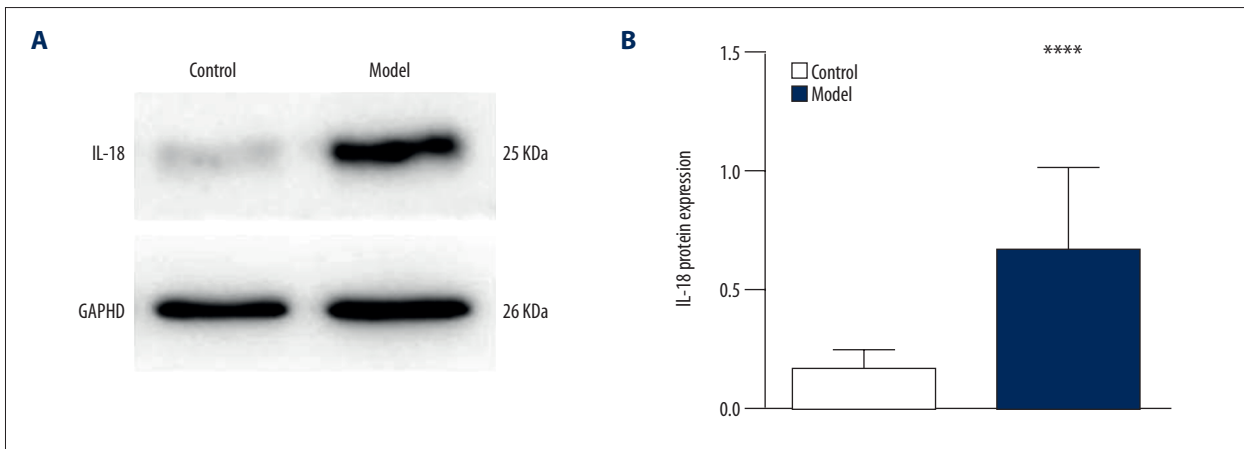 A
Control
Model
IL-18
25 KDa
GAPHD
26 KDa
B
1.5
1.0
0.5
0.0
IL-18 protein expression
Control
Model
****